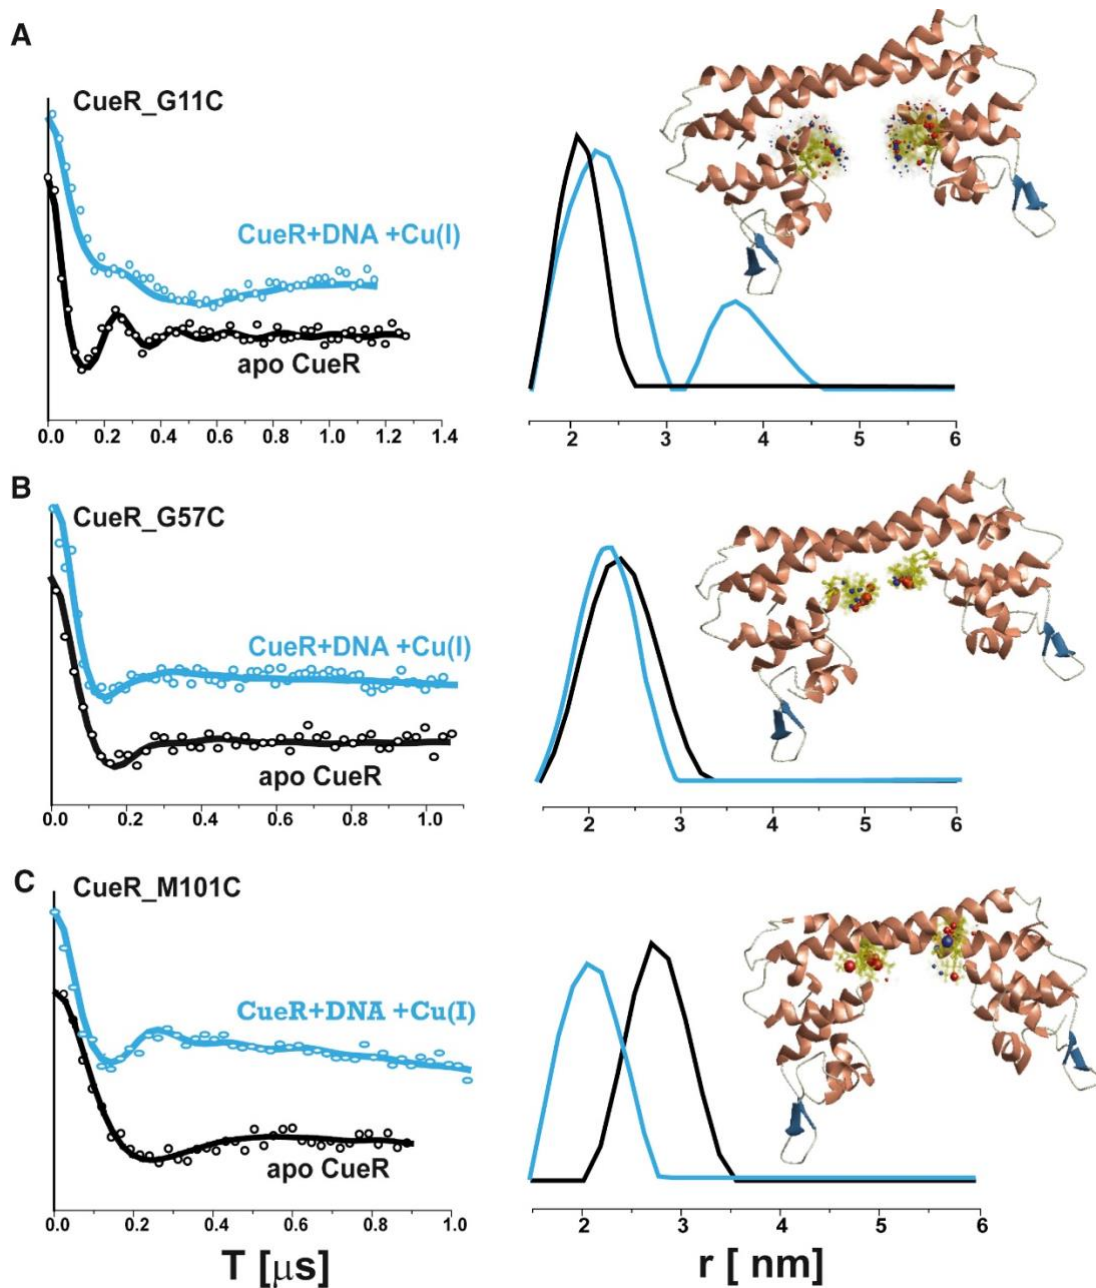 A
CueR_G11C
CueR+DNA +Cu(I)
apo CueR
0.0 0.2 0.4 0.6 0.8 1.0 1.2 1.4
2 3 4 5 6
B
CueR_G57C
CueR+DNA +Cu(I)
apo CueR
0.0 0.2 0.4 0.6 0.8 1.0
2 3 4 5 6
C
CueR_M101C
CueR+DNA +Cu(I)
apo CueR
0.0 0.2 0.4 0.6 0.8 1.0
2 3 4 5 6
T [μs]
r [ nm]